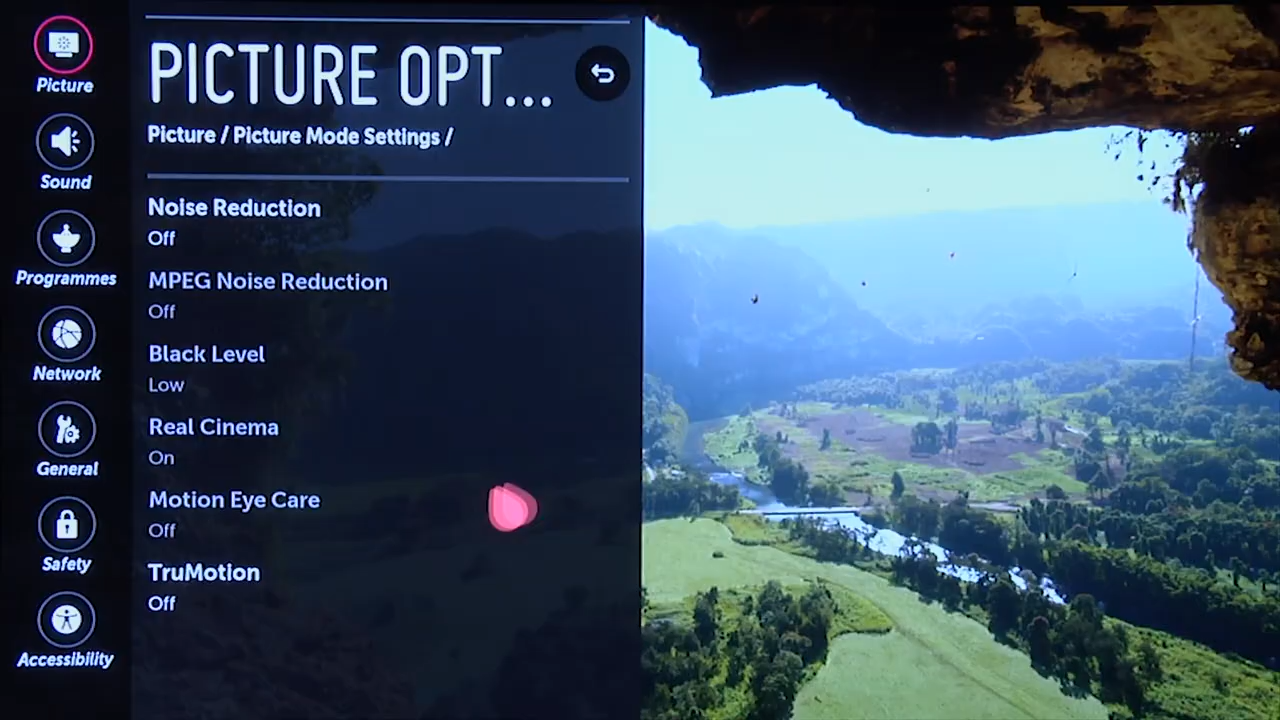 PICTURE OPT...
Picture / Picture Mode Settings /
Noise Reduction
Off
MPEG Noise Reduction
Off
Black Level
Low
Real Cinema
On
Motion Eye Care
Off
TruMotion
Off
Picture
Sound
Programmes
Network
General
Safety
Accessibility